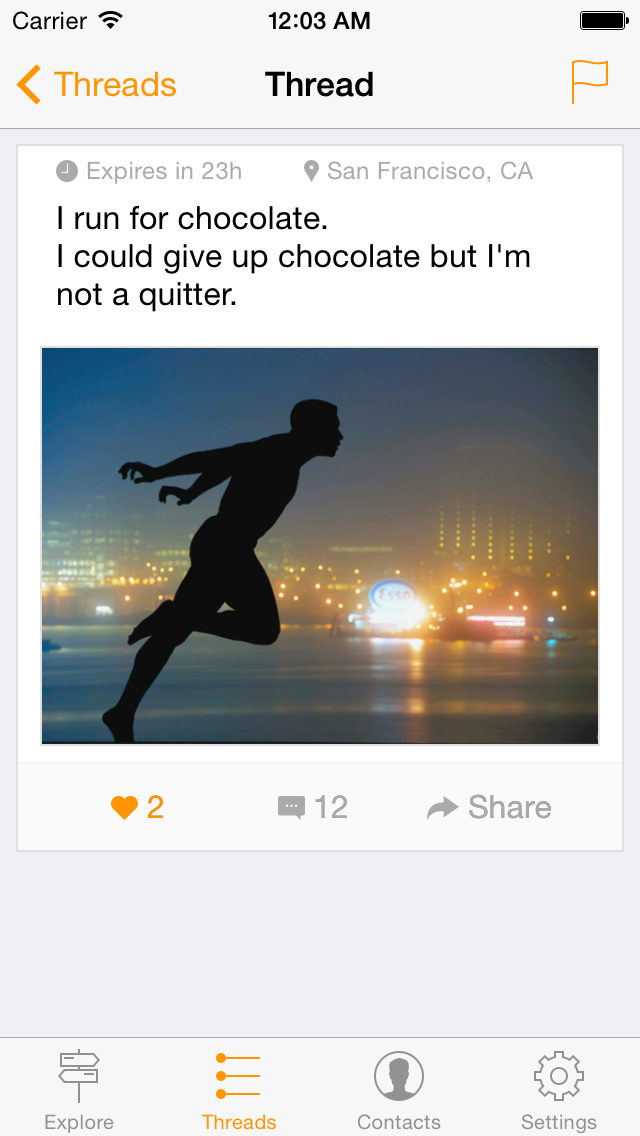 Carrier 12:03 AM
Threads Thread
Expires in 23h San Francisco, CA
I run for chocolate.
I could give up chocolate but I'm
not a quitter.
Esso
2 12 Share
Explore Threads Contacts Settings